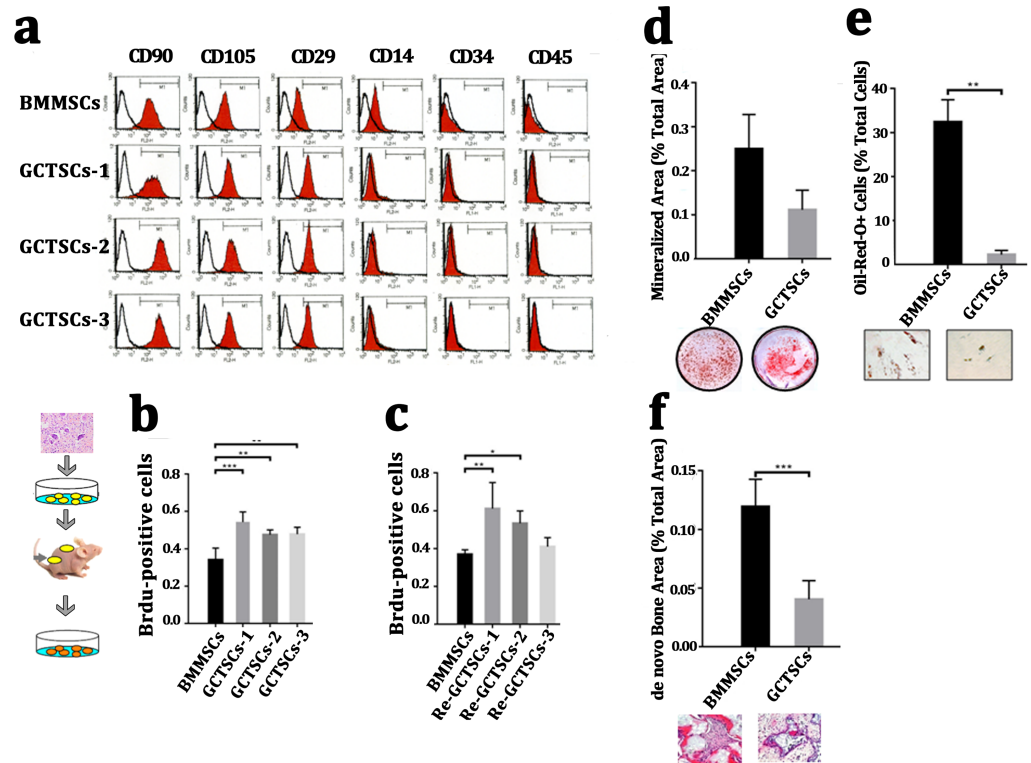 a
CD90 CD105 CD29 CD14 CD34 CD45
BMMSCs
GCTSCs-1
GCTSCs-2
GCTSCs-3
M1
Counts
FL2-H
FL1-H
b
Brdu-positive cells
0.8
0.6
0.4
0.2
0.0
***
**
BMMSCs
GCTSCs-1
GCTSCs-2
GCTSCs-3
c
Brdu-positive cells
0.8
0.6
0.4
0.2
0.0
**
*
BMMSCs
Re-GCTSCs-1
Re-GCTSCs-2
Re-GCTSCs-3
d
Mineralized Area (% Total Area)
0.4
0.3
0.2
0.1
0.0
BMMSCs
GCTSCs
e
Oil-Red-O+ Cells (% Total Cells)
40
30
40
10
0
**
BMMSCs
GCTSCs
f
de novo Bone Area (% Total Area)
0.15
0.10
0.05
0.00
***
BMMSCs
GCTSCs